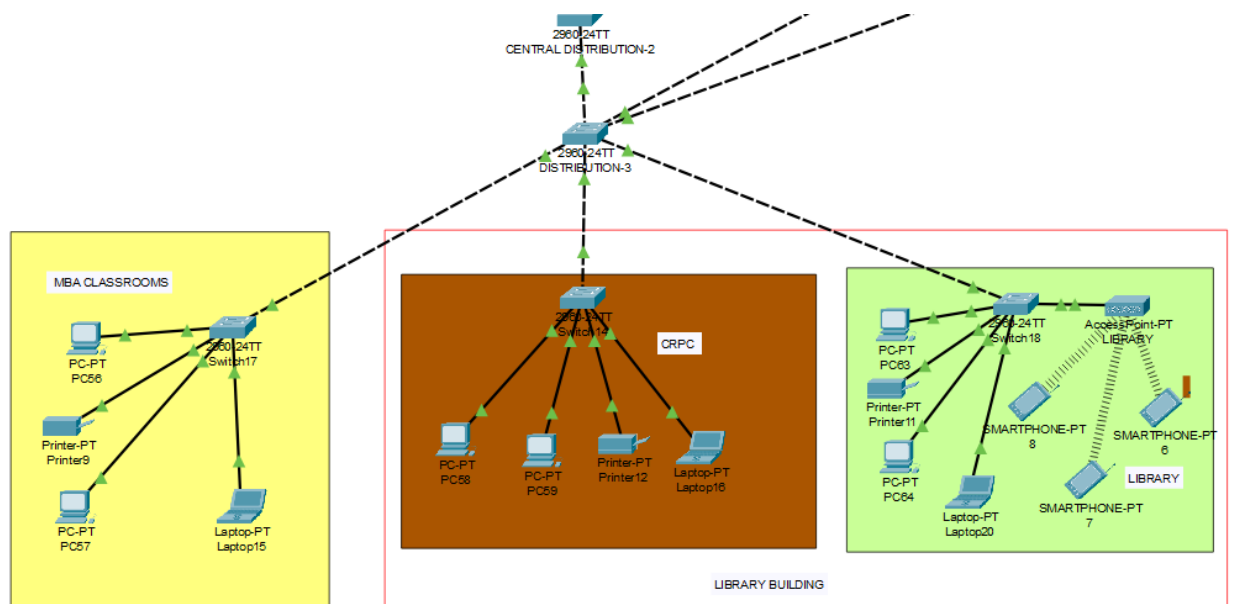 2960-24TT
CENTRAL DISTRIBUTION-2
2960-24TT
DISTRIBUTION-3
MBA CLASSROOMS
2960-24TT
Switch17
PC-PT
PC56
Printer-PT
Printer9
PC-PT
PC57
Laptop-PT
Laptop15
2960-24TT
Switch14
CRPC
PC-PT
PC58
PC-PT
PC59
Printer-PT
Printer12
Laptop-PT
Laptop16
2960-24TT
Switch18
AccessPoint-PT
LIBRARY
PC-PT
PC63
Printer-PT
Printer11
PC-PT
PC64
Laptop-PT
Laptop20
SMARTPHONE-PT
8
SMARTPHONE-PT
6
SMARTPHONE-PT
7
LIBRARY
LIBRARY BUILDING